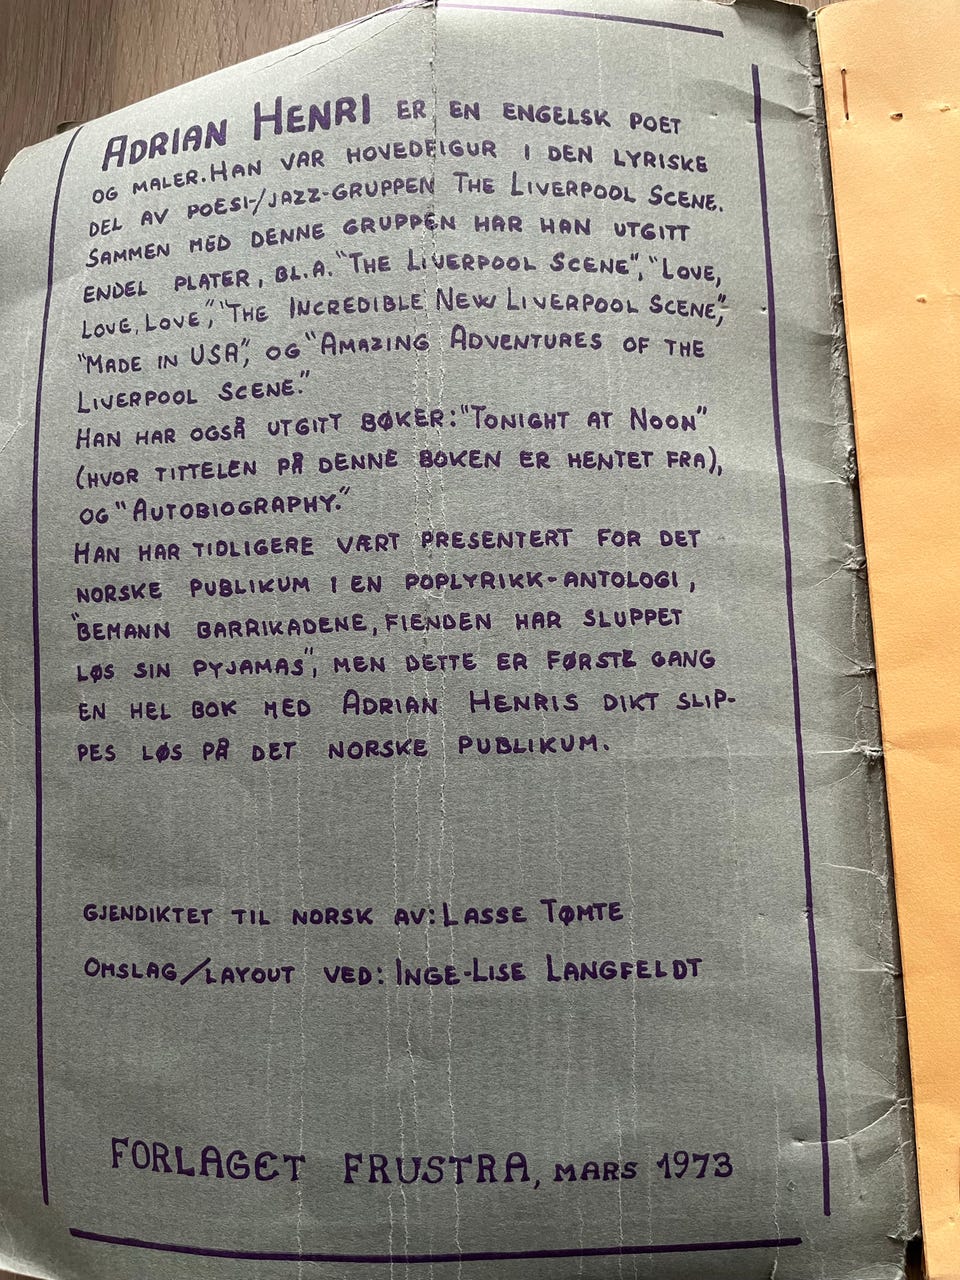 ADRIAN HENRI ER EN ENGELSK POET
OG MALER. HAN VAR HOVEDFIGUR I DEN LYRISKE
DEL AV POESI-/JAZZ-GRUPPEN THE LIVERPOOL SCENE.
SAMMEN MED DENNE GRUPPEN HAR HAN UTGITT
ENDEL PLATER, BL.A. "THE LIVERPOOL SCENE", "LOVE,
LOVE, LOVE", "THE INCREDIBLE NEW LIVERPOOL SCENE",
"MADE IN USA", OG "AMAZING ADVENTURES OF THE
LIVERPOOL SCENE."
HAN HAR OGSÅ UTGITT BØKER: "TONIGHT AT NOON"
(HVOR TITTELEN PÅ DENNE BOKEN ER HENTET FRA),
OG "AUTOBIOGRAPHY."
HAN HAR TIDLIGERE VÆRT PRESENTERT FOR DET
NORSKE PUBLIKUM I EN POPLYRIKK-ANTOLOGI,
"BEMANN BARRIKADENE, FIENDEN HAR SLUPPET
LØS SIN PYJAMAS", MEN DETTE ER FØRSTE GANG
EN HEL BOK MED ADRIAN HENRIS DIKT SLIP-
PES LØS PÅ DET NORSKE PUBLIKUM.
GJENDIKTET TIL NORSK AV: LASSE TØMTE
OMSLAG/LAYOUT VED: INGE-LISE LANGFELDT
FORLAGET FRUSTRA, MARS 1973